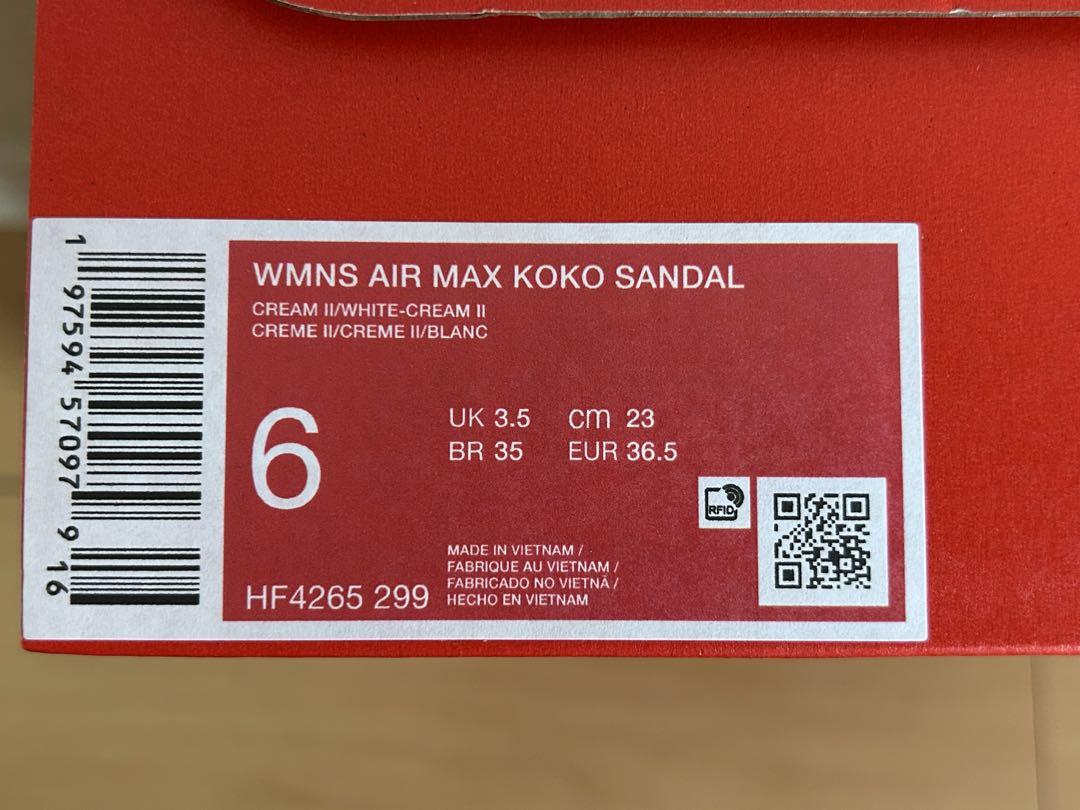 WMNS AIR MAX KOKO SANDAL
CREAM II/WHITE-CREAM II
CREME II/CREME II/BLANC
6
UK 3.5 cm 23
BR 35 EUR 36.5
RFID
MADE IN VIETNAM /
FABRIQUE AU VIETNAM /
FABRICADO NO VIETNÃ /
HECHO EN VIETNAM
HF4265 299
1 97594 57097 9 16